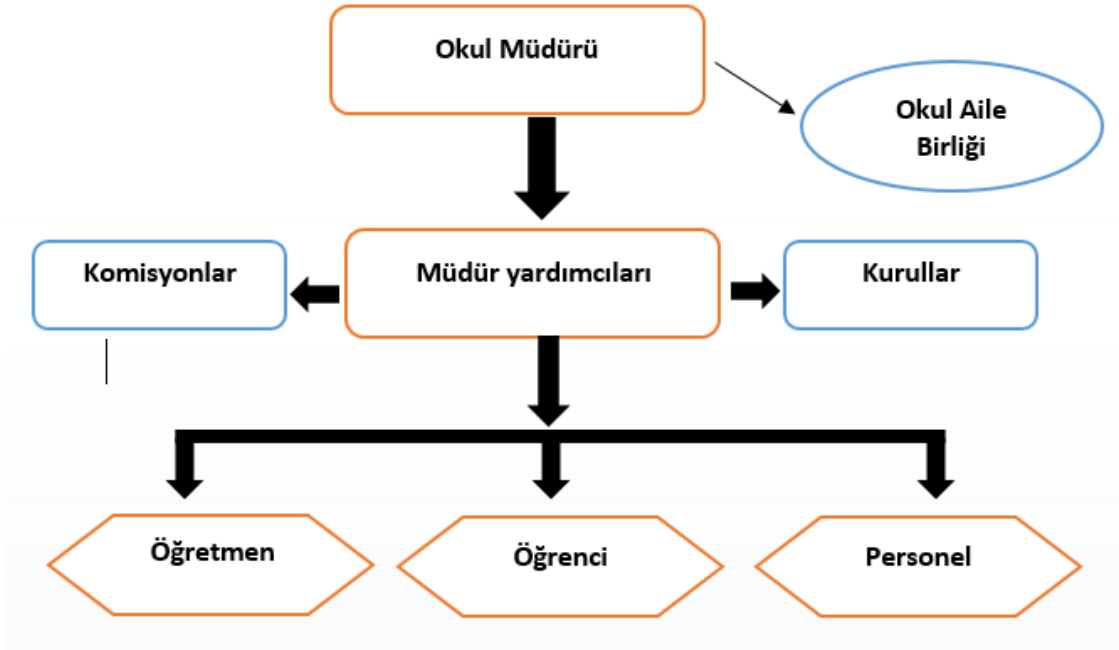 Okul Müdürü
Okul Aile
Birliği
Komisyonlar
Müdür yardımcıları
Kurullar
Öğretmen
Öğrenci
Personel